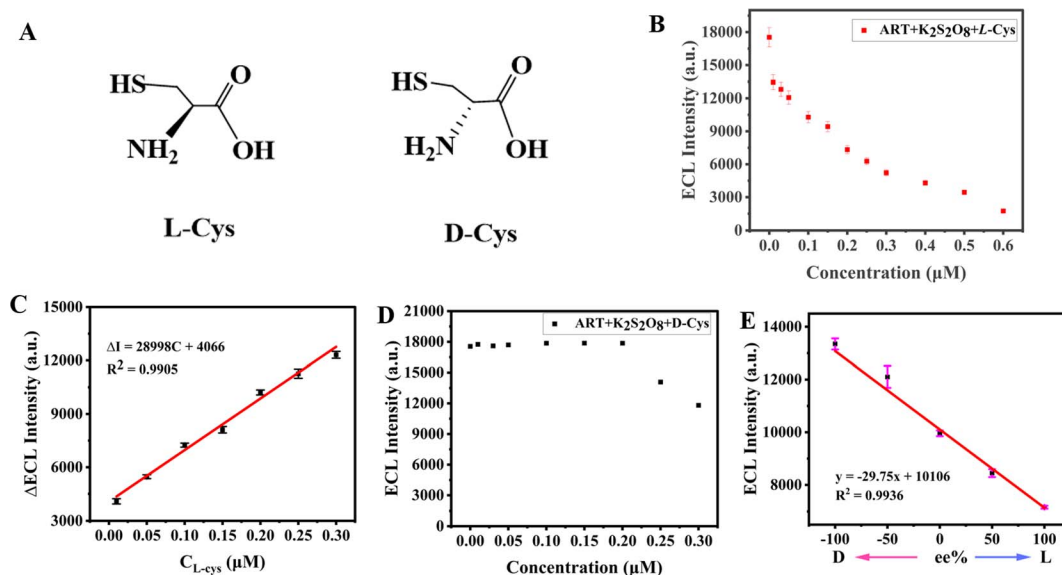 A
HS
O
NH₂
OH
L-Cys
HS
O
H₂N
OH
D-Cys
B
ART+K2S2O8+L-Cys
ECL Intensity (a.u.)
18000
15000
12000
9000
6000
3000
0
0.0 0.1 0.2 0.3 0.4 0.5 0.6
Concentration (μM)
C
ΔECL Intensity (a.u.)
15000
12000
9000
6000
3000
ΔI = 28998C + 4066
R² = 0.9905
0.00 0.05 0.10 0.15 0.20 0.25 0.30
C_L-cys (μM)
D
ART+K2S2O8+D-Cys
ECL Intensity (a.u.)
21000
18000
15000
12000
9000
6000
3000
0
0.00 0.05 0.10 0.15 0.20 0.25 0.30
Concentration (μM)
E
ECL Intensity (a.u.)
14000
12000
10000
8000
y = -29.75x + 10106
R² = 0.9936
-100 -50 0 50 100
D ee% L